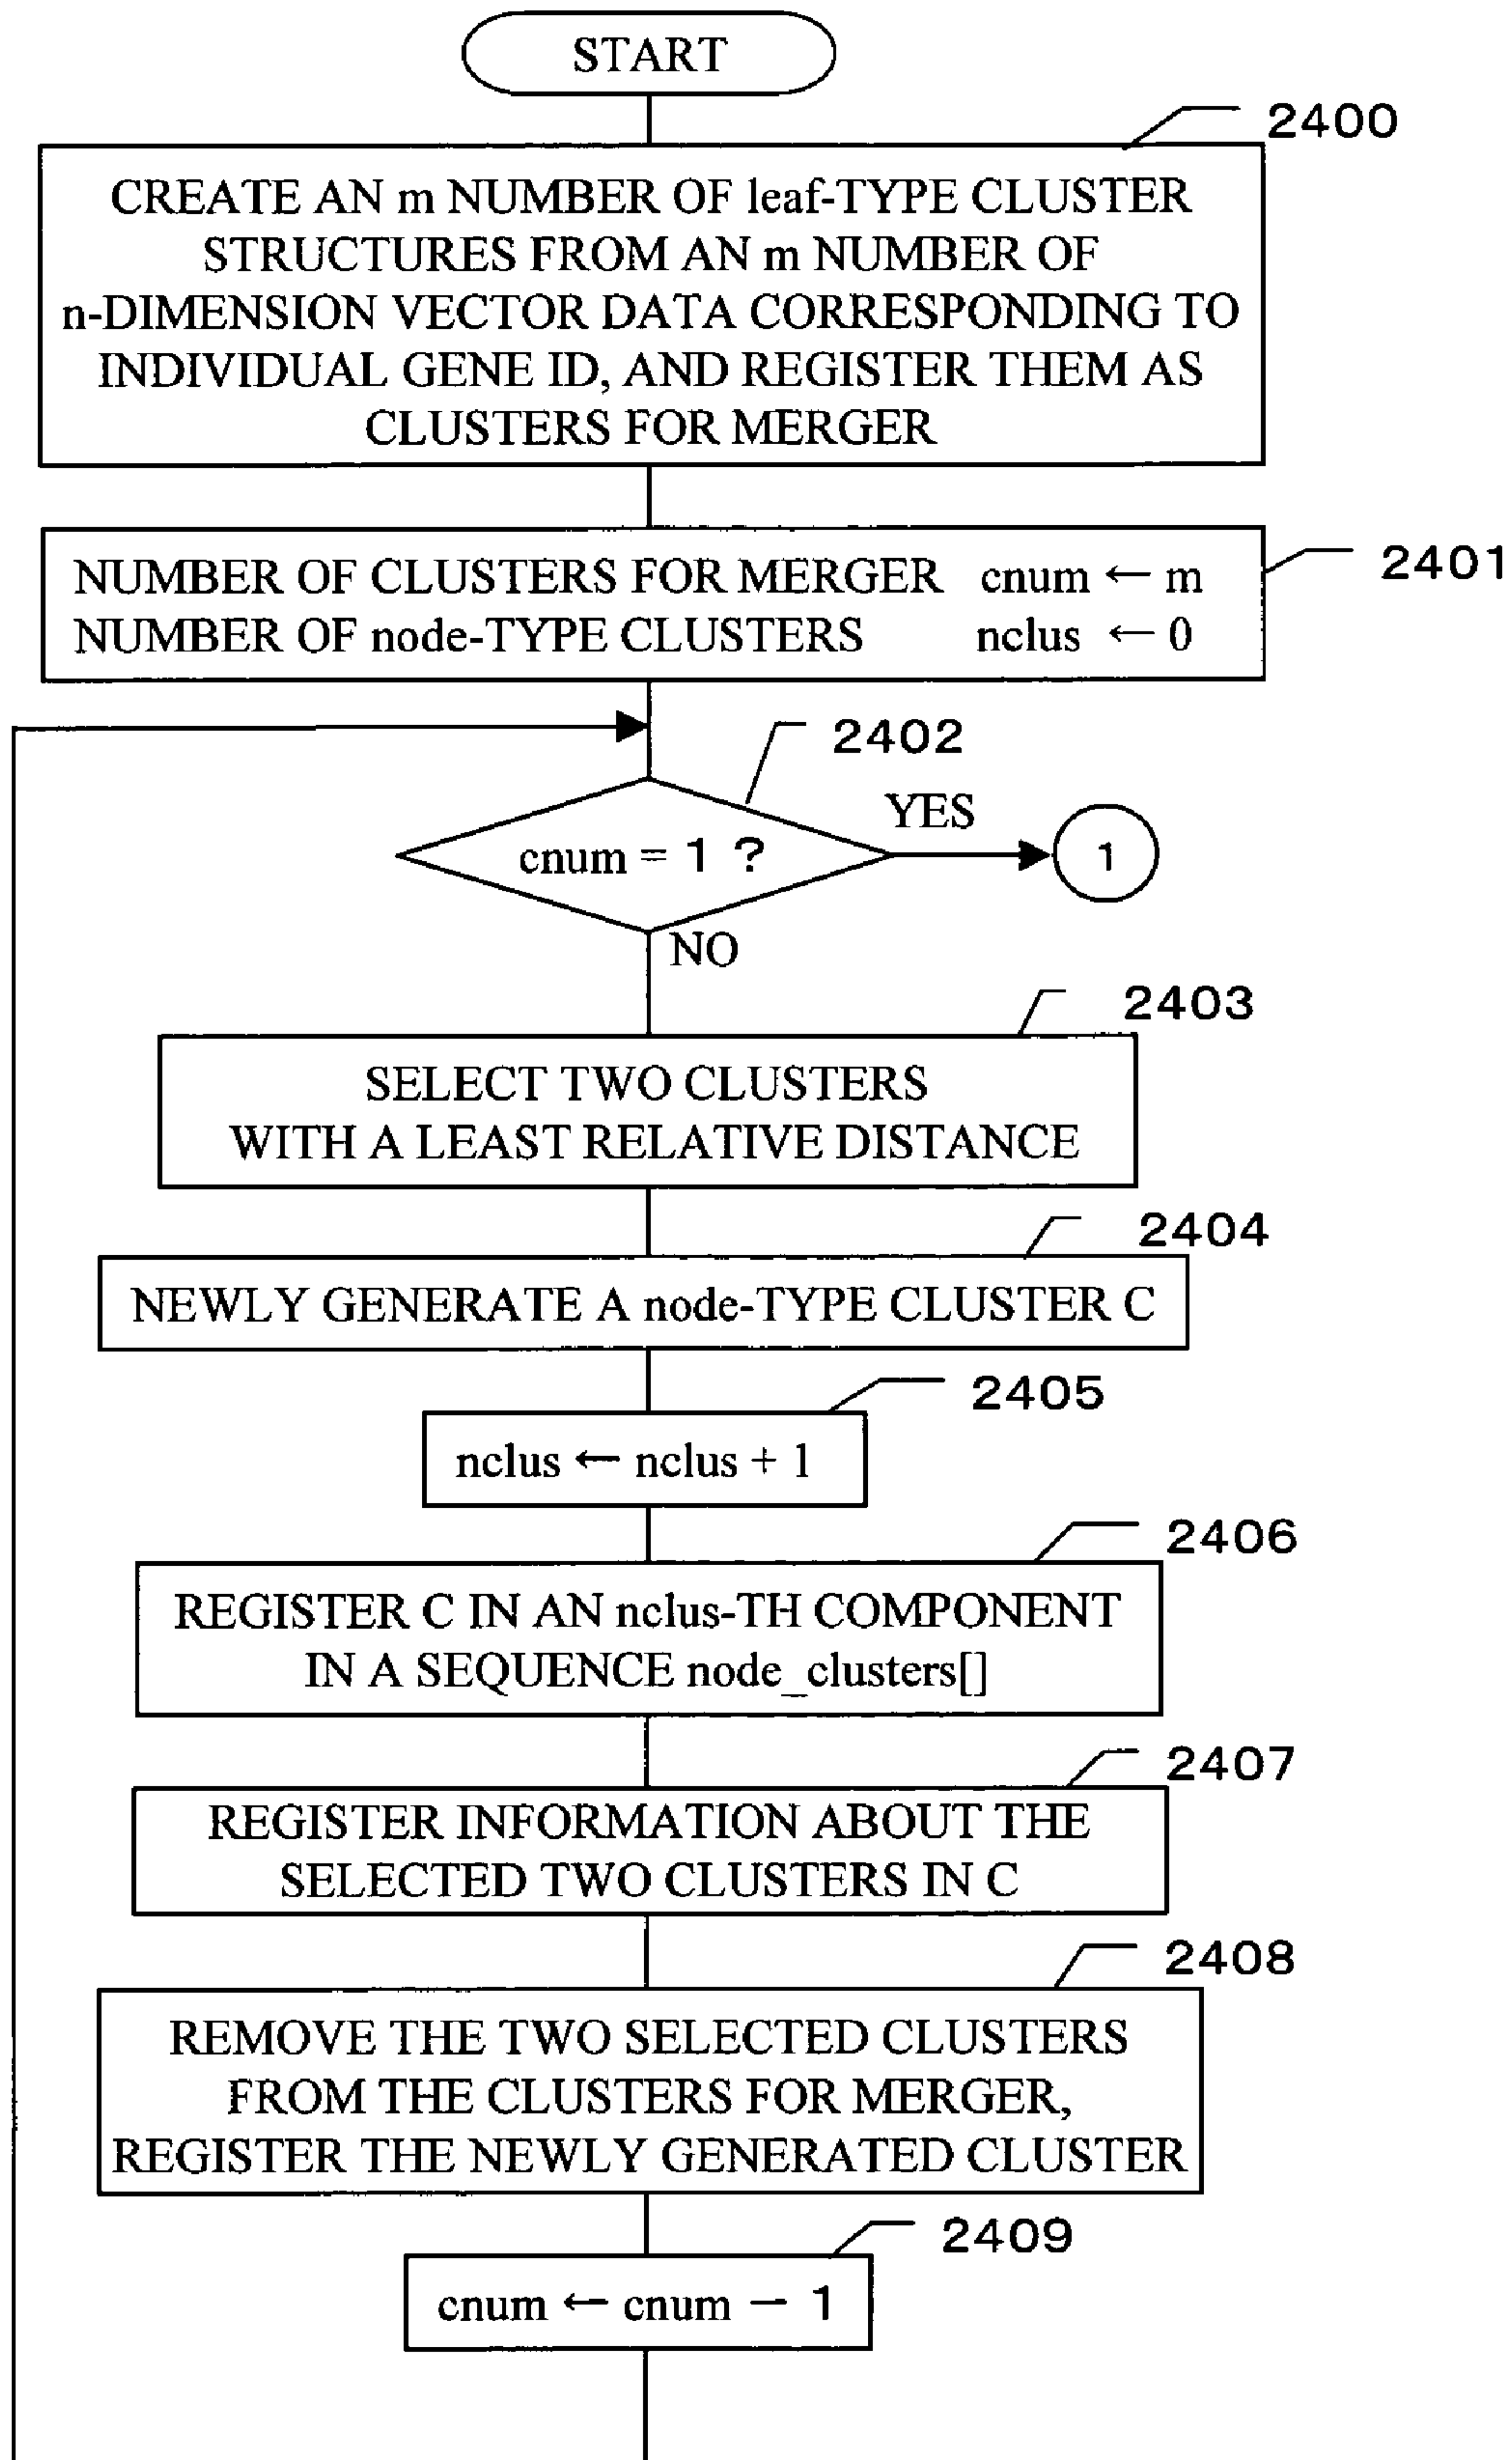 START
2400
CREATE AN m NUMBER OF leaf-TYPE CLUSTER
STRUCTURES FROM AN m NUMBER OF
n-DIMENSION VECTOR DATA CORRESPONDING TO
INDIVIDUAL GENE ID, AND REGISTER THEM AS
CLUSTERS FOR MERGER
2401
NUMBER OF CLUSTERS FOR MERGER cnum ← m
NUMBER OF node-TYPE CLUSTERS nclus ← 0
2402
cnum = 1 ?
YES
1
NO
2403
SELECT TWO CLUSTERS
WITH A LEAST RELATIVE DISTANCE
2404
NEWLY GENERATE A node-TYPE CLUSTER C
2405
nclus ← nclus + 1
2406
REGISTER C IN AN nclus-TH COMPONENT
IN A SEQUENCE node_clusters[]
2407
REGISTER INFORMATION ABOUT THE
SELECTED TWO CLUSTERS IN C
2408
REMOVE THE TWO SELECTED CLUSTERS
FROM THE CLUSTERS FOR MERGER,
REGISTER THE NEWLY GENERATED CLUSTER
2409
cnum ← cnum − 1